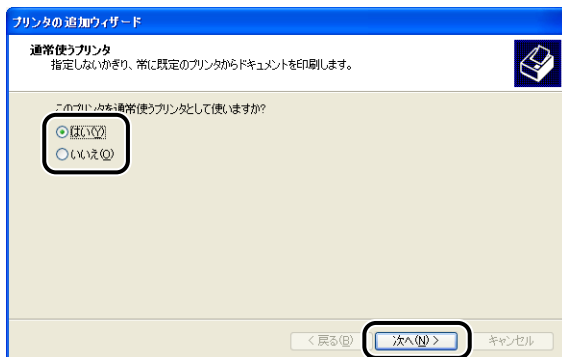 プリンタの追加ウィザード
通常使うプリンタ
指定しないかぎり、常に既定のプリンタからドキュメントを印刷します。
このプリンタを通常使うプリンタとして使いますか?
はい(Y)
いいえ(O)
< 戻る(B) 次へ(N) > キャンセル